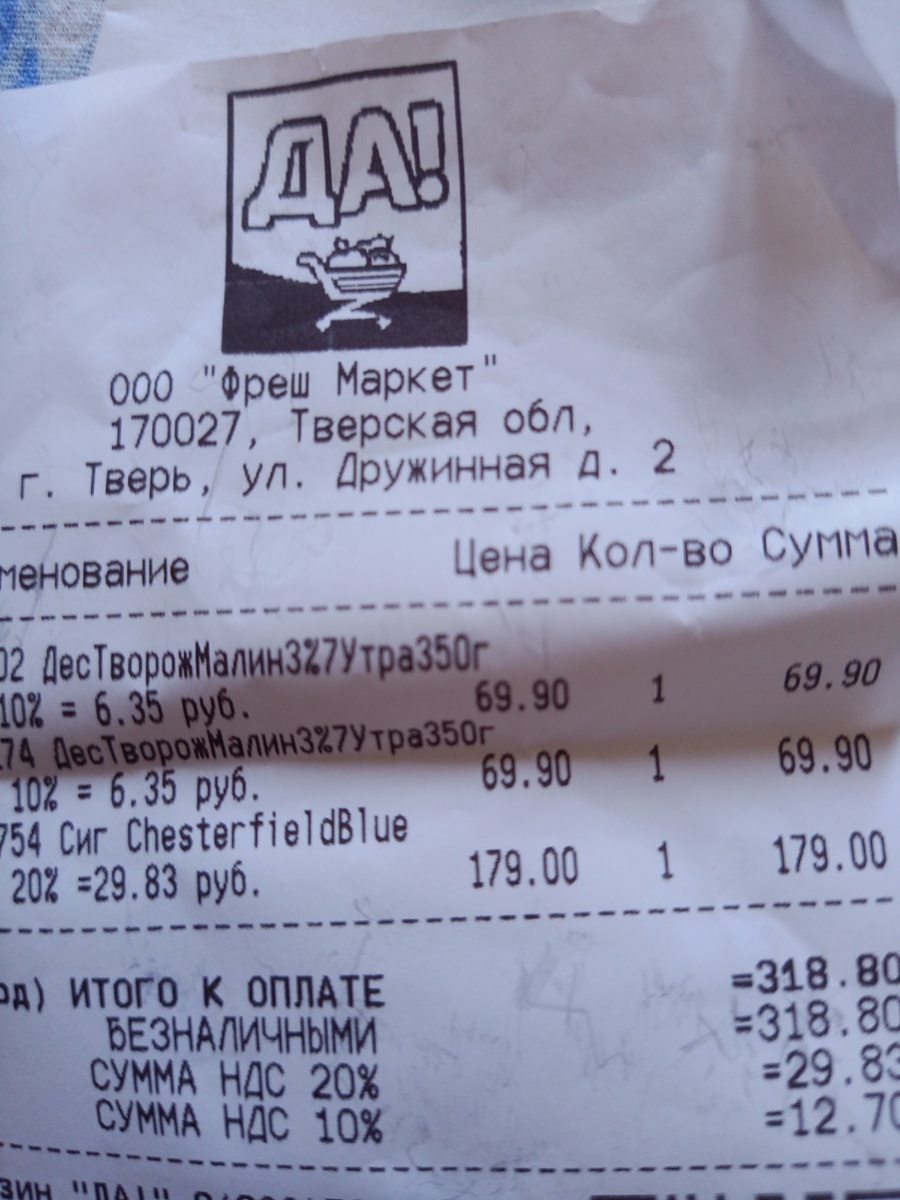 ДА!
ООО "Фреш Маркет"
170027, Тверская обл,
г. Тверь, ул. Дружинная д. 2
менование Цена Кол-во Сумма
02 ДесТворожМалин3%7Утра350г
10% = 6.35 руб. 69.90 1 69.90
74 ДесТворожМалин3%7Утра350г
10% = 6.35 руб. 69.90 1 69.90
754 Сиг ChesterfieldBlue
20% =29.83 руб. 179.00 1 179.00
од) ИТОГО К ОПЛАТЕ =318.80
БЕЗНАЛИЧНЫМИ =318.80
СУММА НДС 20% =29.83
СУММА НДС 10% =12.70
зин "ДА!"